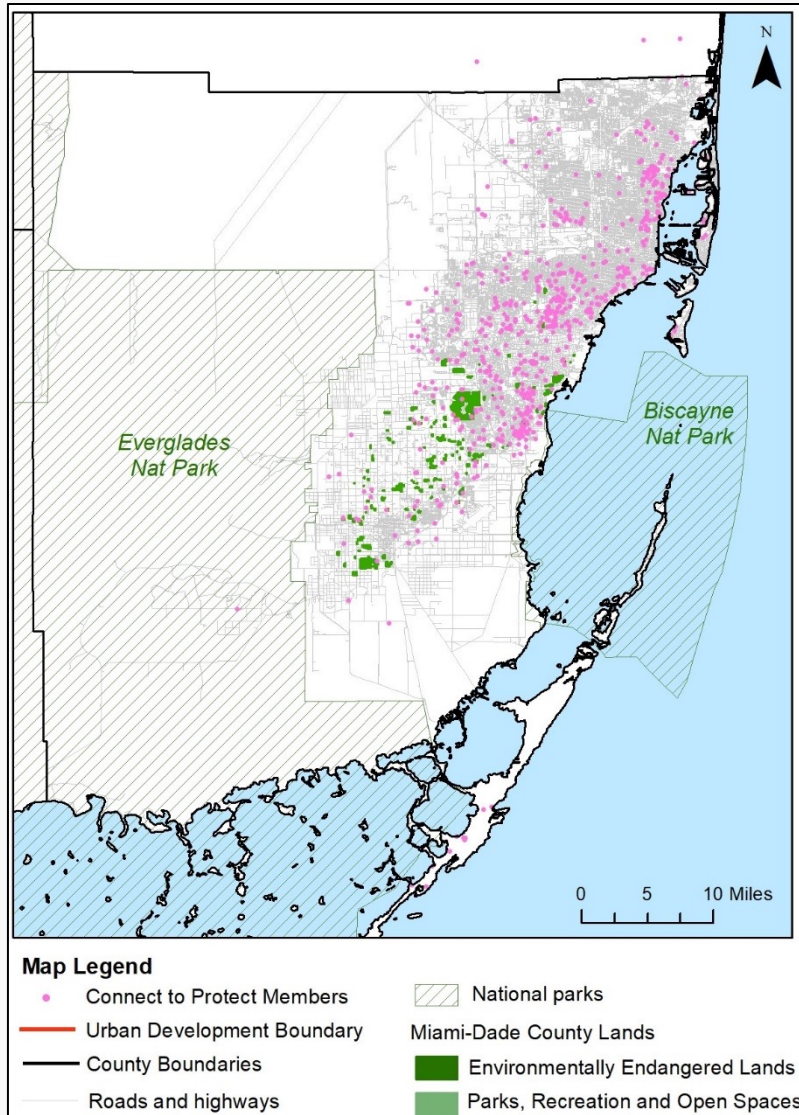 N
Everglades
Nat Park
Biscayne
Nat Park
0 5 10 Miles
Map Legend
Connect to Protect Members
Urban Development Boundary
County Boundaries
Roads and highways
National parks
Miami-Dade County Lands
Environmentally Endangered Lands
Parks, Recreation and Open Spaces